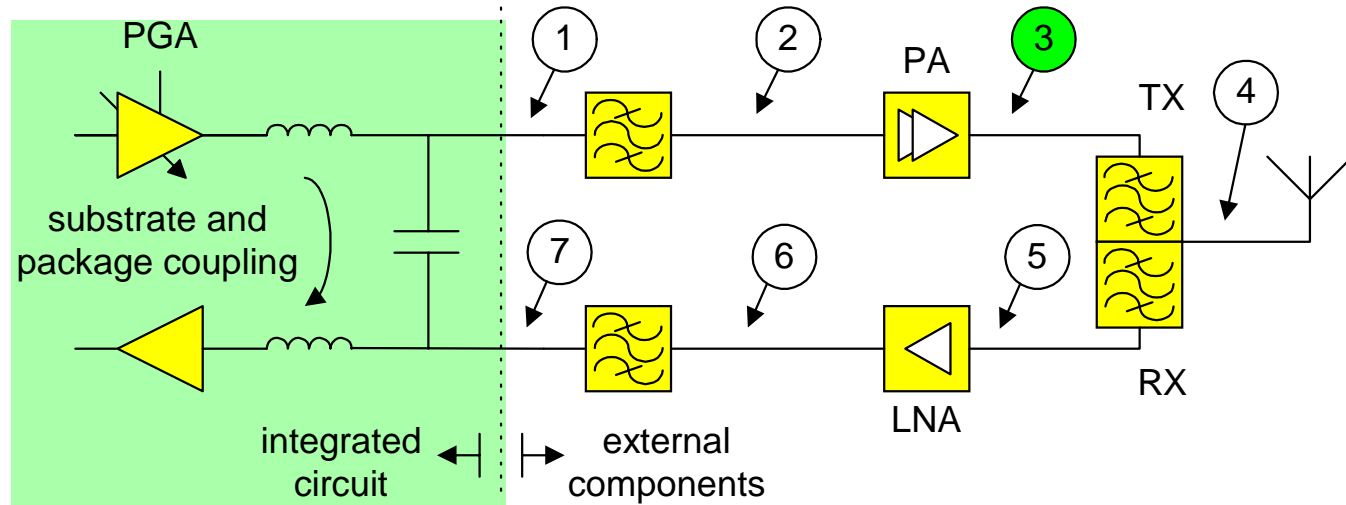 PGA
1
2
PA
3
TX
4
substrate and
package coupling
7
6
5
LNA
RX
integrated
circuit
external
components